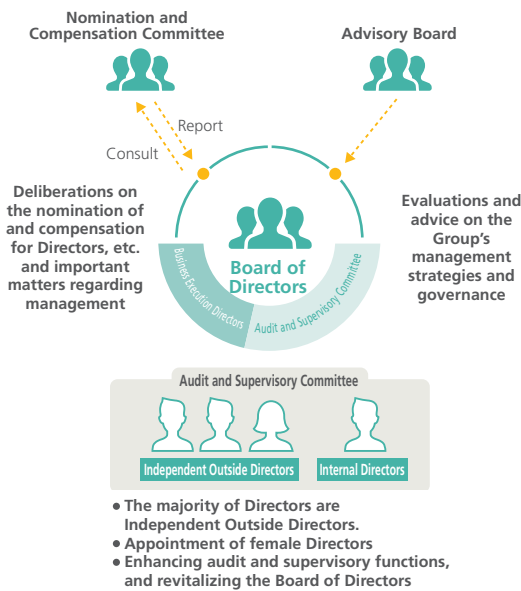 Nomination and
Compensation Committee
Advisory Board
Report
Consult
Deliberations on
the nomination of
and compensation
for Directors, etc.
and important
matters regarding
management
Evaluations and
advice on the
Group's
management
strategies and
governance
Board of
Directors
Business Execution Directors
Audit and Supervisory Committee
Audit and Supervisory Committee
Independent Outside Directors
Internal Directors
• The majority of Directors are
Independent Outside Directors.
• Appointment of female Directors
• Enhancing audit and supervisory functions,
and revitalizing the Board of Directors